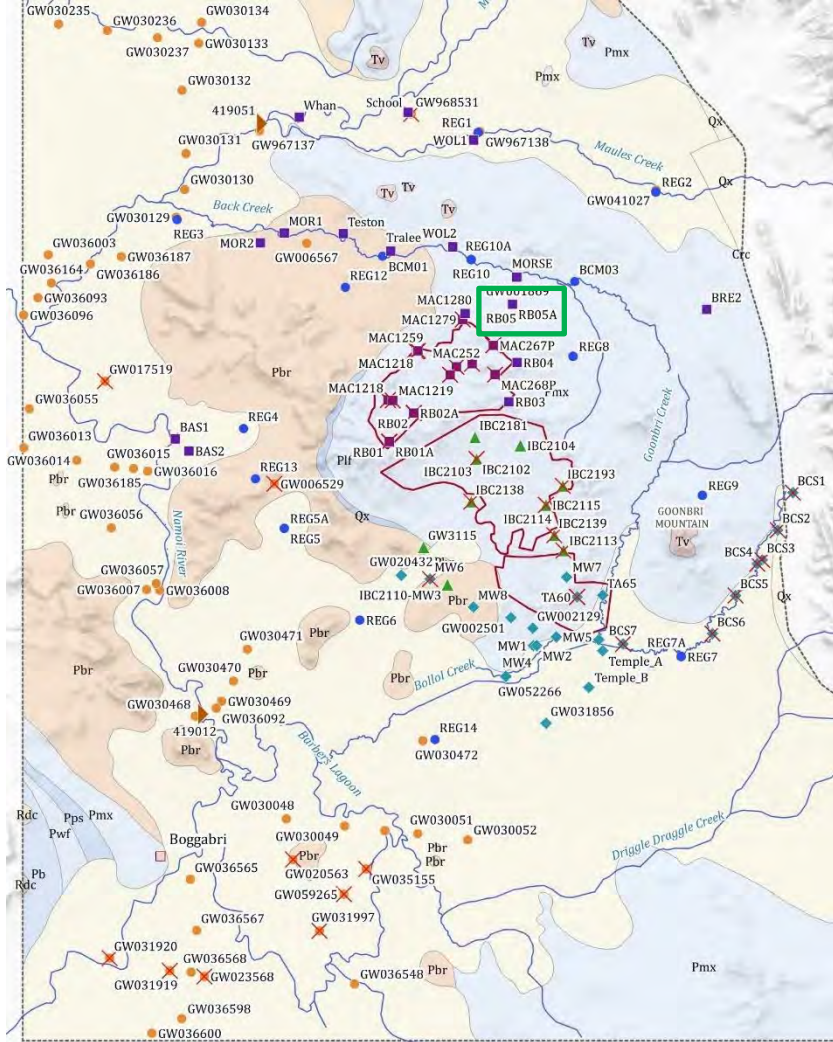 GW030235
GW030236
GW030134
GW030237
GW030133
Tv
Tv
Pmx
Pmx
GW030132
419051
Whan
School
GW968531
REG1
Qx
GW967137
WOL1
GW967138
Maules Creek
GW030131
REG2
Qx
GW030130
GW041027
Tv
Tv
Back Creek
Tv
GW030129
REG3
MOR1
Teston
GW036003
MOR2
Tralee
WOL2
REG10A
Crc
GW036187
GW006567
BCM01
REG10
MORSE
BCM03
GW036164
GW036186
REG12
GW036093
MAC1280
RB05
RB05A
BRE2
GW036096
MAC1279
MAC1259
MAC267P
MAC1218
MAC252
RB04
REG8
GW017519
Pbr
MAC268P
GW036055
MAC1218
MAC1219
RB03
RB02A
BAS1
REG4
RB02
IBC2181
Goonbri Creek
GW036013
BAS2
RB01
RB01A
IBC2104
GW036014
GW036015
GW036016
Plf
IBC2103
IBC2102
IBC2193
GW036185
REG13
GW006529
IBC2138
REG9
BCS1
Pbr
Pbr
Qx
IBC2115
GOONBRI
MOUNTAIN
GW036056
REG5A
REG5
IBC2114
IBC2139
BCS2
Tv
Namoi River
GW3115
IBC2113
BCS4
BCS3
GW020432
MW6
MW7
GW036057
GW036007
GW036008
IBC2110-MW3
Pbr
MW8
TA60
TA65
BCS5
Qx
GW002129
Pbr
REG6
GW002501
MW5
BCS7
BCS6
GW030471
MW1
REG7A
REG7
Pbr
GW030470
Pbr
MW4
MW2
Temple_A
Bollol Creek
Temple_B
Pbr
GW052266
GW030468
GW030469
GW036092
GW031856
419012
Pbr
REG14
GW030472
Barbers Lagoon
Rdc
Pps
Pmx
Pwf
GW030048
GW030051
GW030052
Boggabri
GW030049
Pbr
Pbr
Pbr
Driggle Draggle Creek
Pb
Rdc
GW036565
GW020563
GW035155
GW059265
GW036567
GW031997
GW031920
GW036568
GW031919
GW023568
GW036548
Pbr
Pmx
GW036598
GW036600